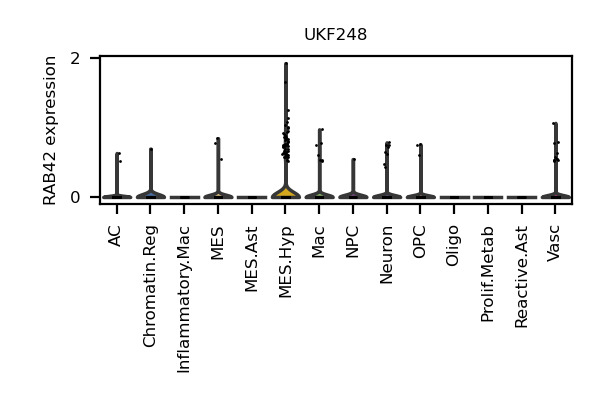 UKF248
RAB42 expression
2
0
AC
Chromatin.Reg
Inflammatory.Mac
MES
MES.Ast
MES.Hyp
Mac
NPC
Neuron
OPC
Oligo
Prolif.Metab
Reactive.Ast
Vasc